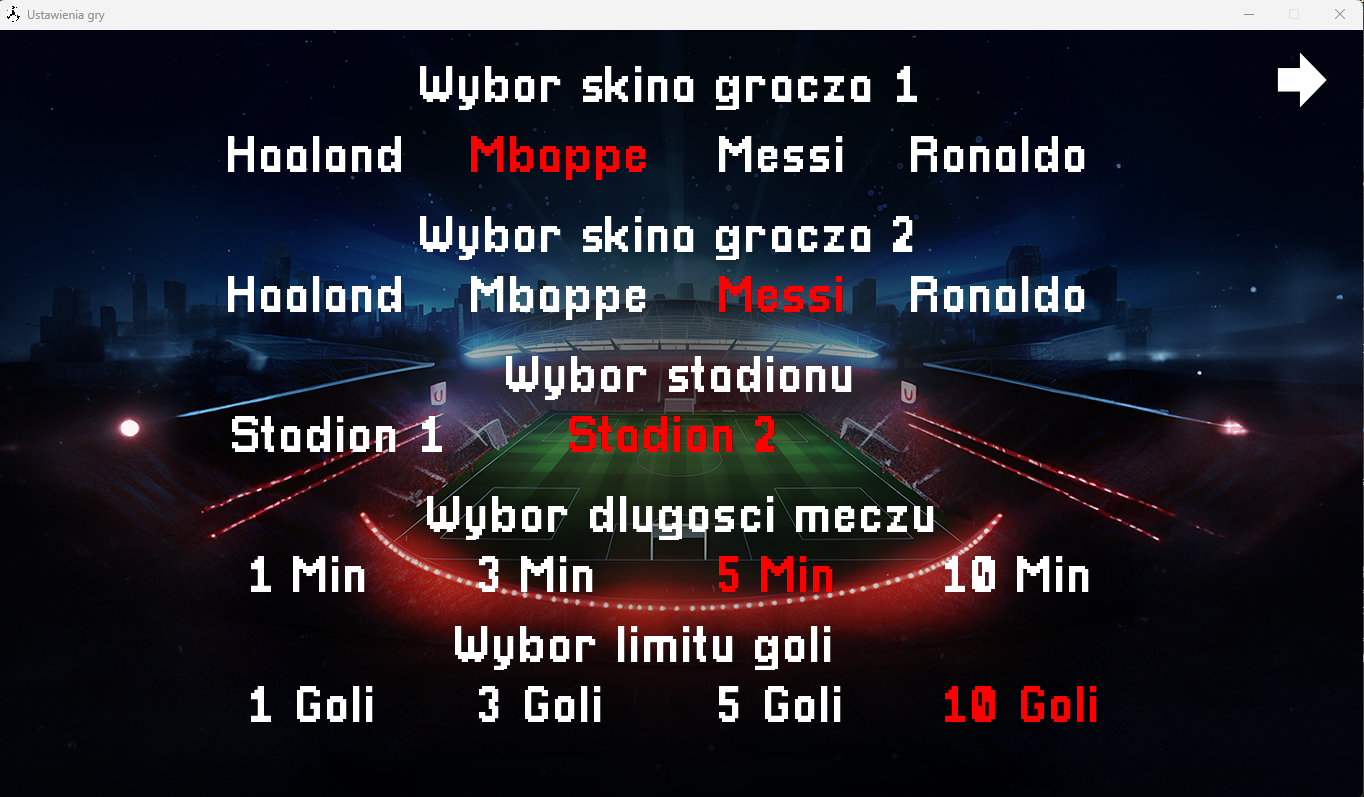 Ustawienia gry
Wybor skina gracza 1
Haaland Mbappe Messi Ronaldo
Wybor skina gracza 2
Haaland Mbappe Messi Ronaldo
Wybor stadionu
Stadion 1 Stadion 2
Wybor dlugosci meczu
1 Min 3 Min 5 Min 10 Min
Wybor limitu goli
1 Goli 3 Goli 5 Goli 10 Goli